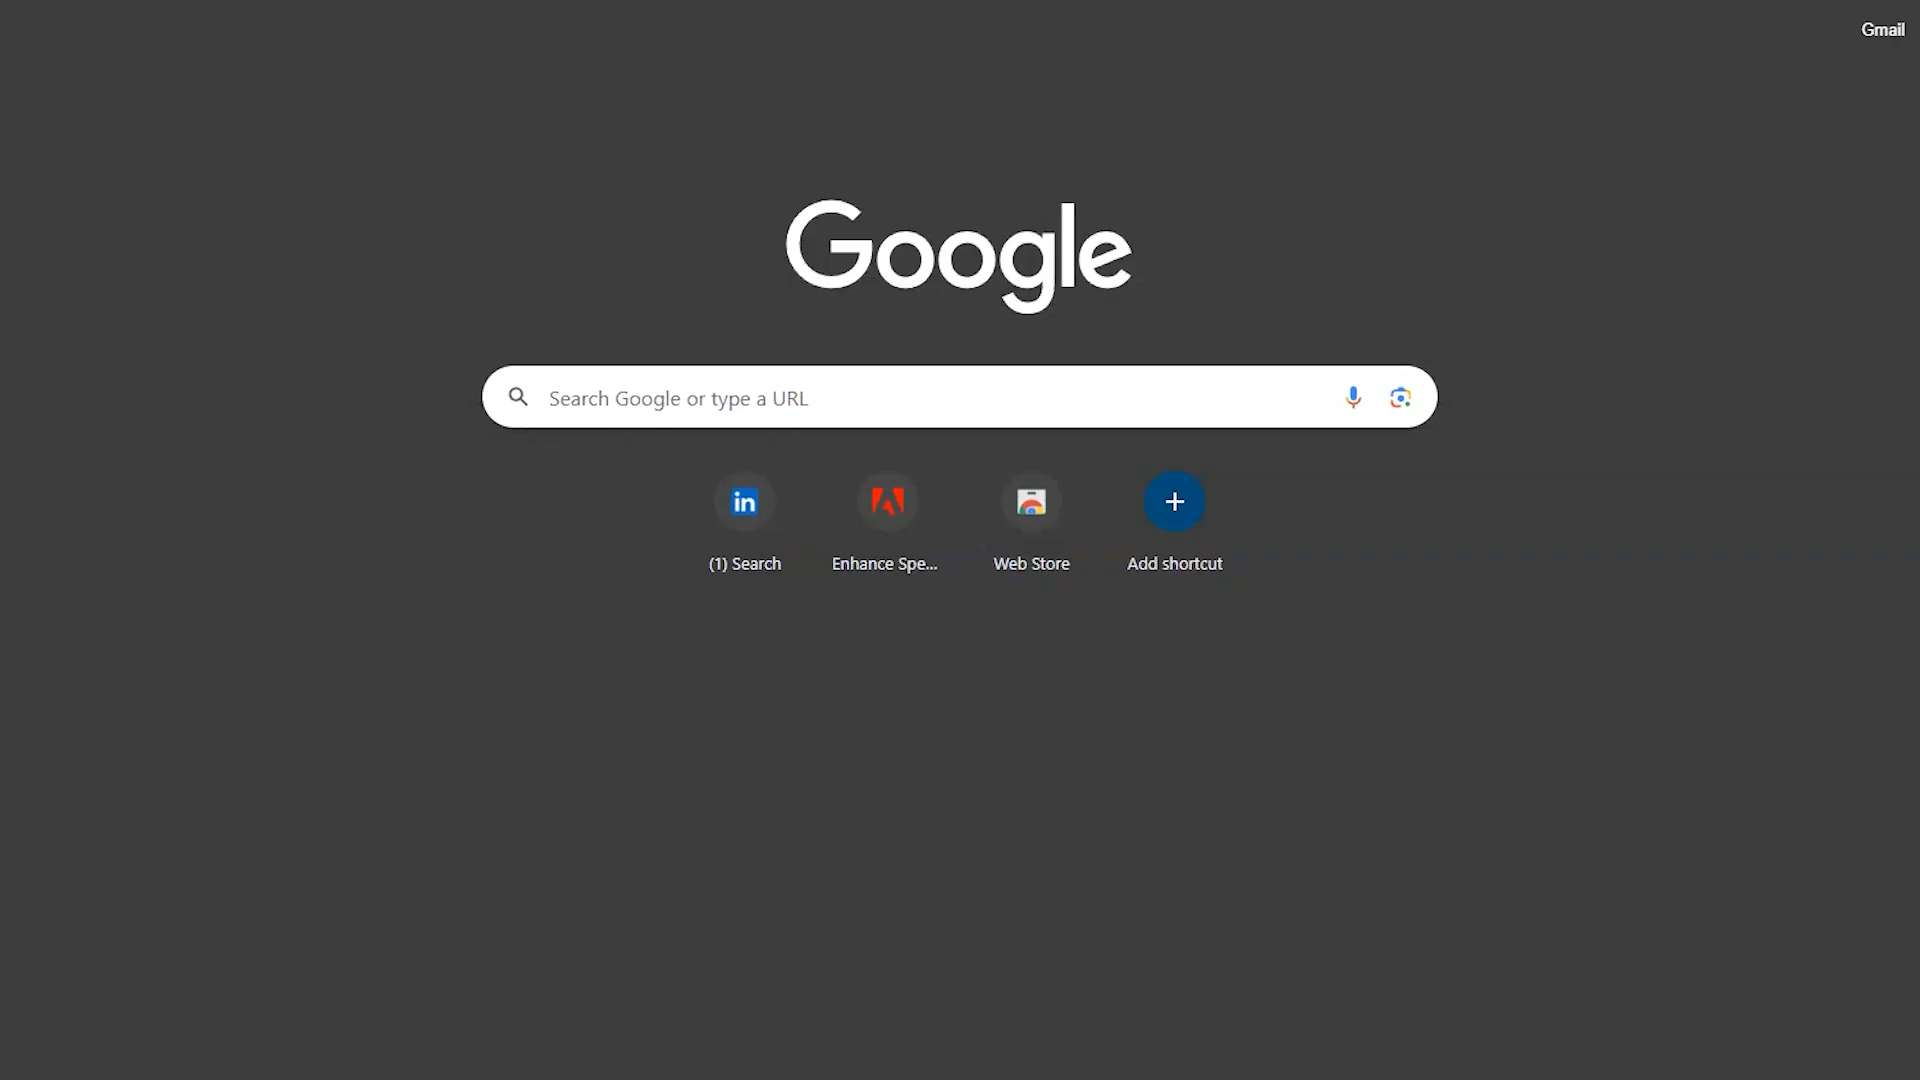 Gmail
Google
Search Google or type a URL
in
(1) Search
Enhance Spe...
Web Store
Add shortcut